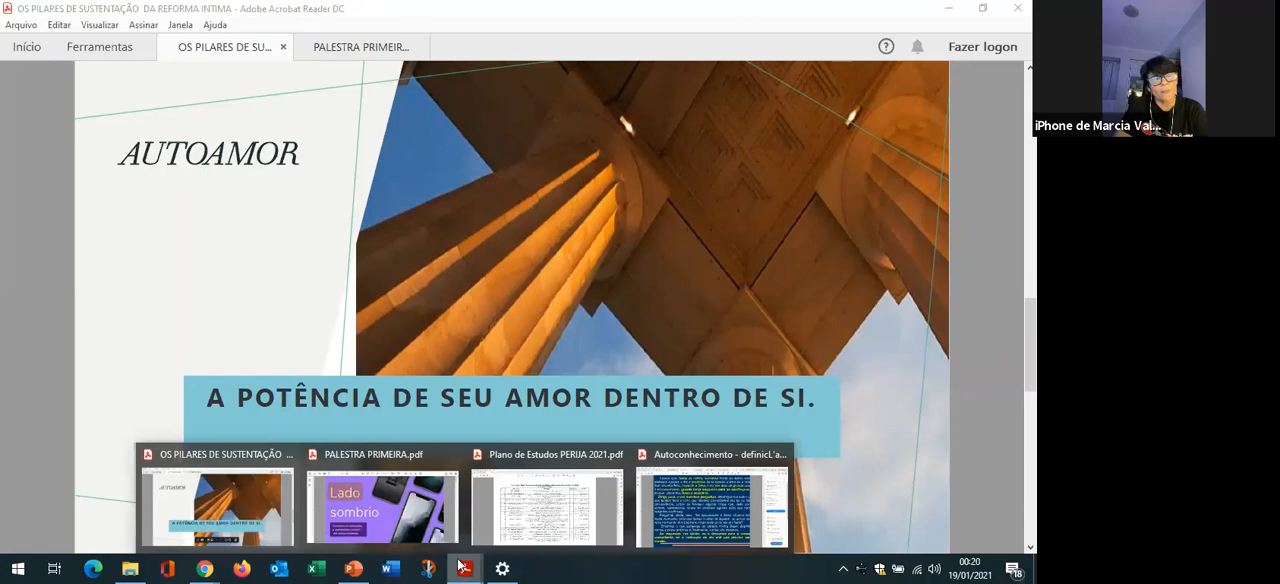 OS PILARES DE SUSTENTAÇÃO DA REFORMA INTIMA - Adobe Acrobat Reader DC
Arquivo Editar Visualizar Assinar Janela Ajuda
Início Ferramentas OS PILARES DE SU... × PALESTRA PRIMEIR... Fazer logon
iPhone de Marcia Val...
AUTOAMOR
A POTÊNCIA DE SEU AMOR DENTRO DE SI.
OS PILARES DE SUSTENTAÇÃO ... PALESTRA PRIMEIRA.pdf Plano de Estudos PERIJA 2021.pdf Autoconhecimento - definicL'a...
Lado
sombrio
00:20
19/01/2021
18